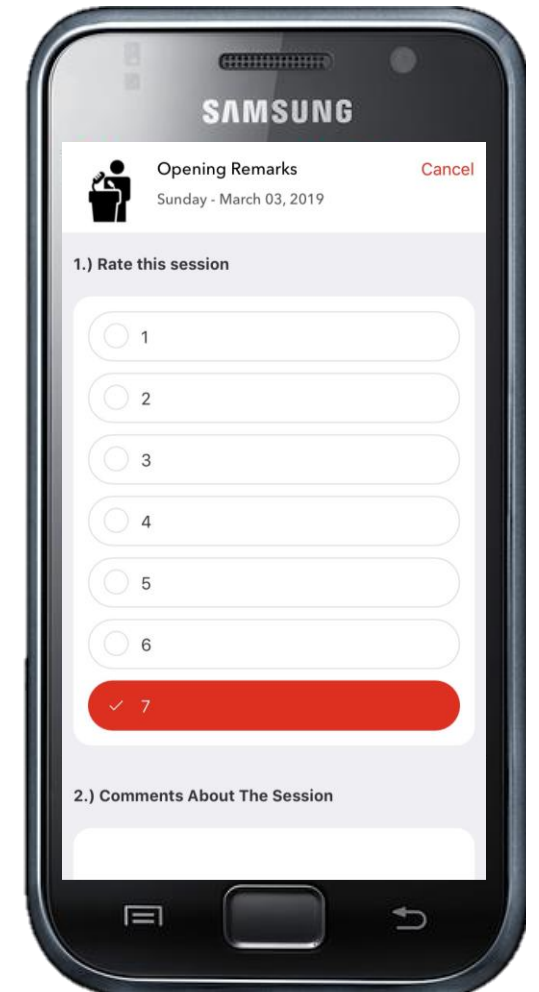 SAMSUNG
Opening Remarks
Cancel
Sunday - March 03, 2019
1.) Rate this session
1
2
3
4
5
6
7
2.) Comments About The Session